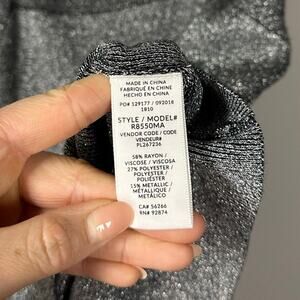 MADE IN CHINA
FABRIQUÉ EN CHINE
HECHO EN CHINA
PO# 129177 / 092018
1810
STYLE / MODEL#
R8550MA
VENDOR CODE / CODE
VENDEUR#
PL267236
58% RAYON /
VISCOSE / VISCOSA
27% POLYESTER /
POLYESTER /
POLIÉSTER
15% METALLIC /
MÉTALLIQUE /
METÁLICO
CA# 56266
RN# 92874